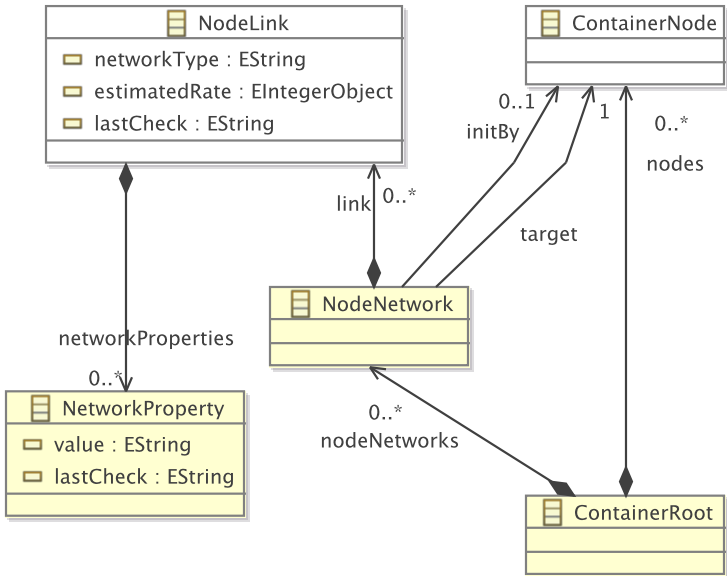 NodeLink
networkType : EString
estimatedRate : EIntegerObject
lastCheck : EString
ContainerNode
0..1
initBy
1
0..*
nodes
link
0..*
target
NodeNetwork
networkProperties
0..*
NetworkProperty
value : EString
lastCheck : EString
0..*
nodeNetworks
ContainerRoot